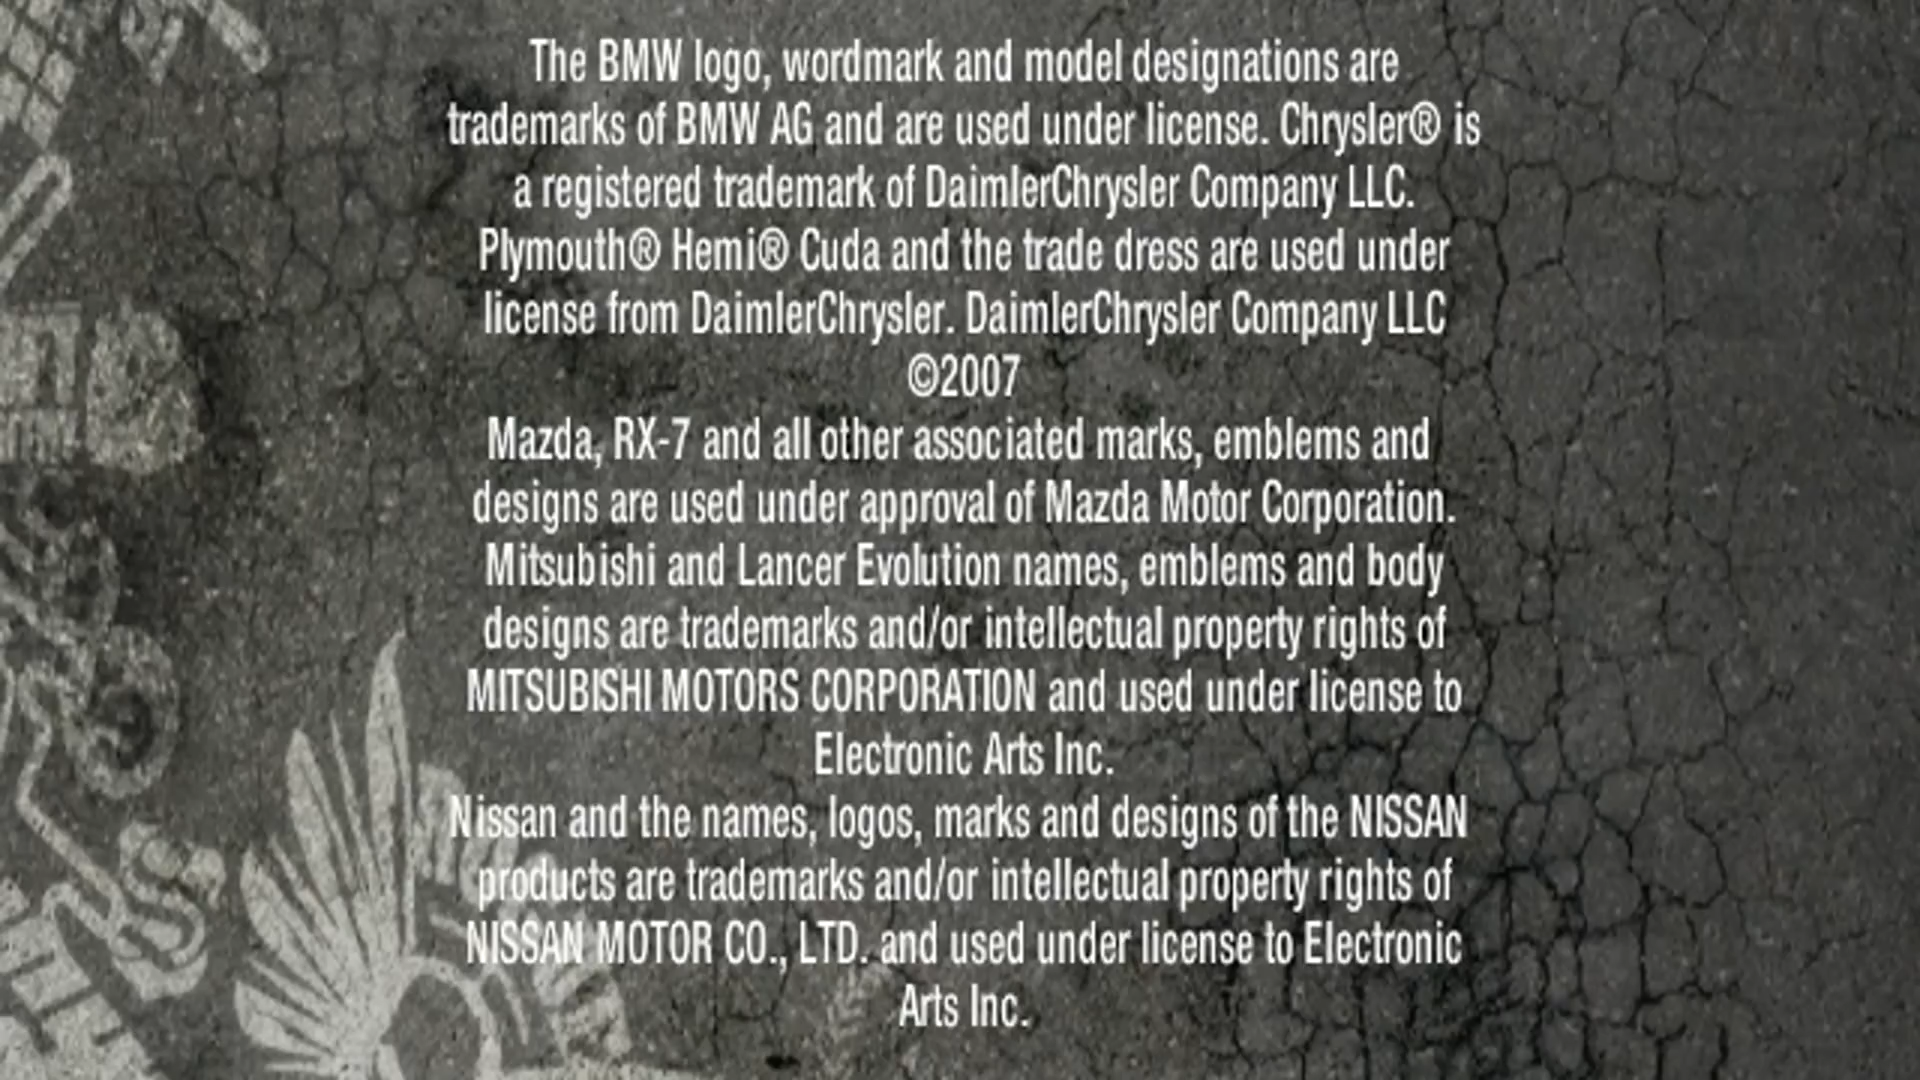 The BMW logo, wordmark and model designations are
trademarks of BMW AG and are used under license. Chrysler® is
a registered trademark of DaimlerChrysler Company LLC.
Plymouth® Hemi® Cuda and the trade dress are used under
license from DaimlerChrysler. DaimlerChrysler Company LLC
©2007
Mazda, RX-7 and all other associated marks, emblems and
designs are used under approval of Mazda Motor Corporation.
Mitsubishi and Lancer Evolution names, emblems and body
designs are trademarks and/or intellectual property rights of
MITSUBISHI MOTORS CORPORATION and used under license to
Electronic Arts Inc.
Nissan and the names, logos, marks and designs of the NISSAN
products are trademarks and/or intellectual property rights of
NISSAN MOTOR CO., LTD. and used under license to Electronic
Arts Inc.